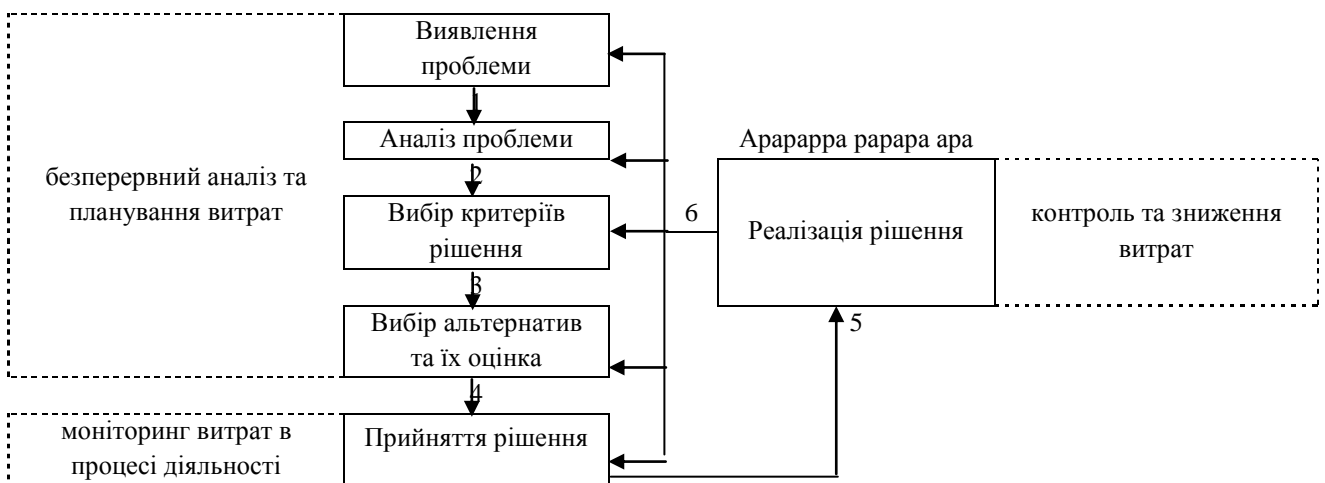 Виявлення
проблеми
1
Аналіз проблеми
2
Вибір критеріїв
рішення
3
Вибір альтернатив
та їх оцінка
4
Прийняття рішення
безперервний аналіз та
планування витрат
моніторинг витрат в
процесі діяльності
6
Арарарра рарара ара
Реалізація рішення
5
контроль та зниження
витрат